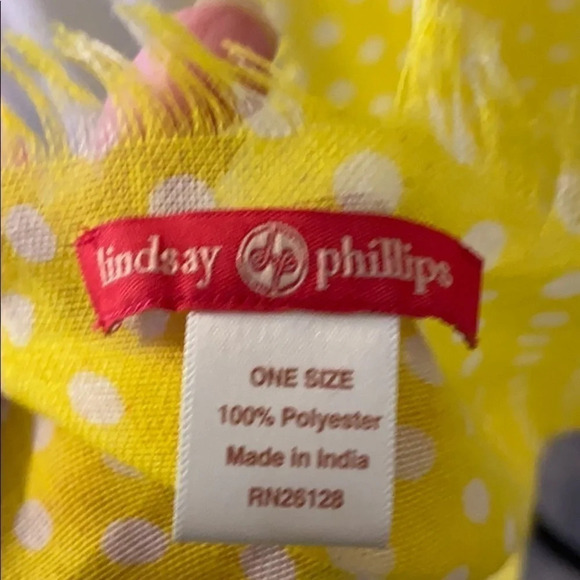 lindsay phillips
ONE SIZE
100% Polyester
Made in India
RN26128